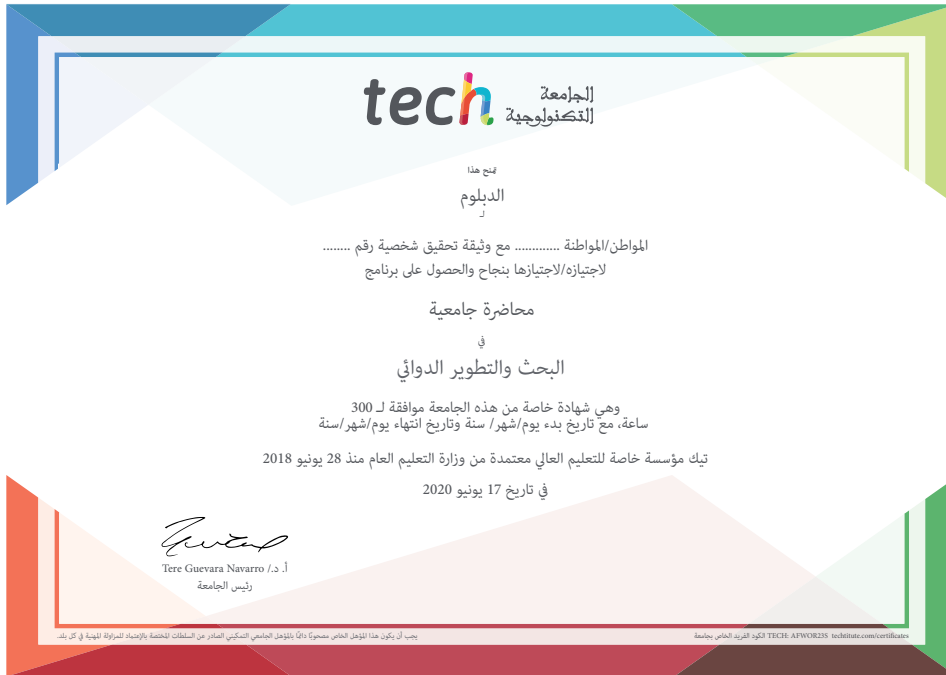 tech الجامعة
التكنولوجية
تمنح هذا
الدبلوم
لـ
المواطن/المواطنة ............ مع وثيقة تحقيق شخصية رقم ........
لاجتيازه/لاجتيازها بنجاح والحصول على برنامج
محاضرة جامعية
في
البحث والتطوير الدوائي
وهي شهادة خاصة من هذه الجامعة موافقة لـ 300
ساعة، مع تاريخ بدء يوم/شهر/ سنة وتاريخ انتهاء يوم/شهر/سنة
تيك مؤسسة خاصة للتعليم العالي معتمدة من وزارة التعليم العام منذ 28 يونيو 2018
في تاريخ 17 يونيو 2020
أ. د./ Tere Guevara Navarro
رئيس الجامعة
يجب أن يكون هذا المؤهل الخاص مصحوبًا دائمًا بالمؤهل الجامعي التمكيني الصادر عن السلطات المختصة بالإعتماد للمزاولة المهنية في كل بلد.
الكود الفريد الخاص بجامعة TECH: AFWOR23S techtitute.com/certificates